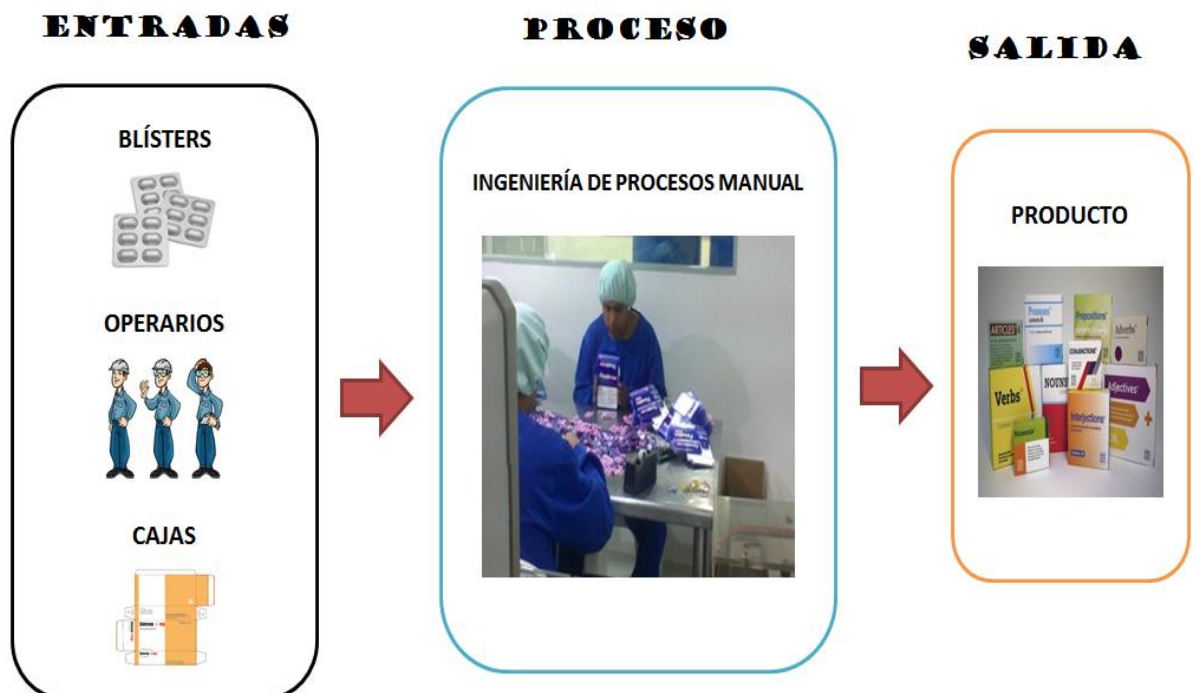 ENTRADAS
PROCESO
SALIDA
BLÍSTERS
OPERARIOS
CAJAS
INGENIERÍA DE PROCESOS MANUAL
PRODUCTO
ARTICLES
Pronouns
Prepositions
Adverbs
CONJUNCTIONS
Verbs
NOUNS
Adjectives
Interjections